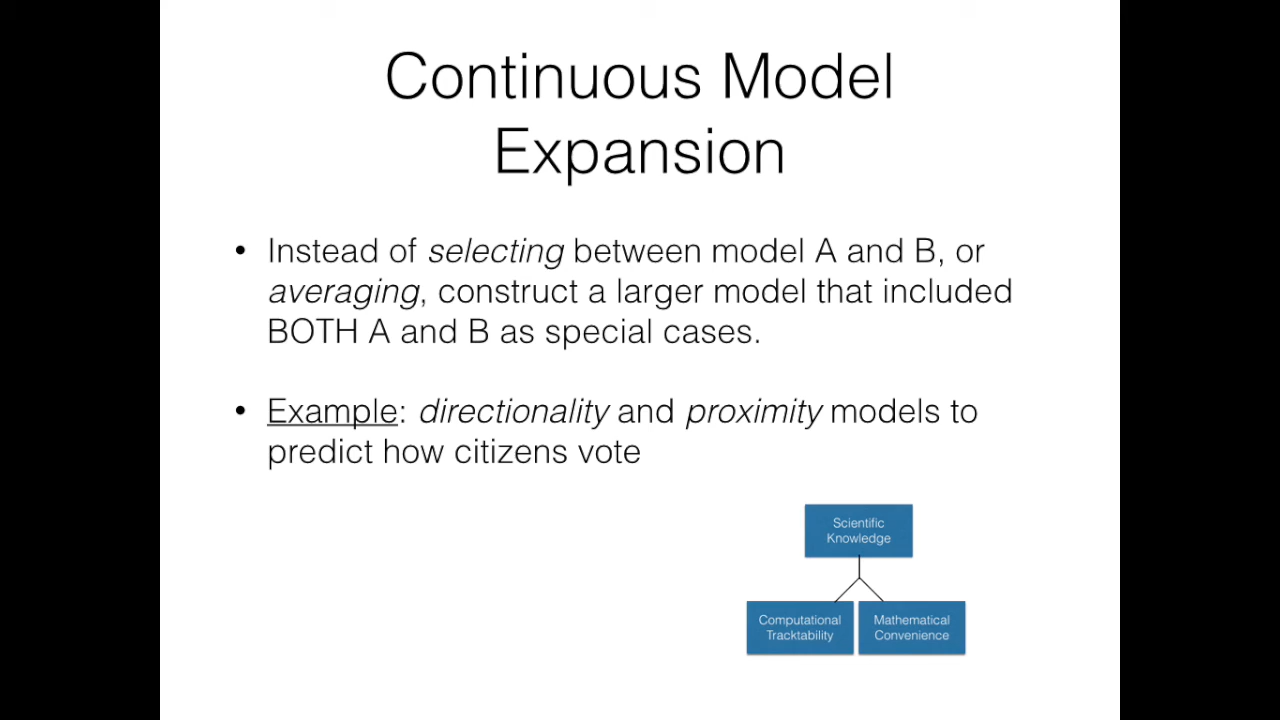 Continuous Model
Expansion
• Instead of selecting between model A and B, or
averaging, construct a larger model that included
BOTH A and B as special cases.
• Example: directionality and proximity models to
predict how citizens vote
Scientific
Knowledge
Computational
Tracktability
Mathematical
Convenience